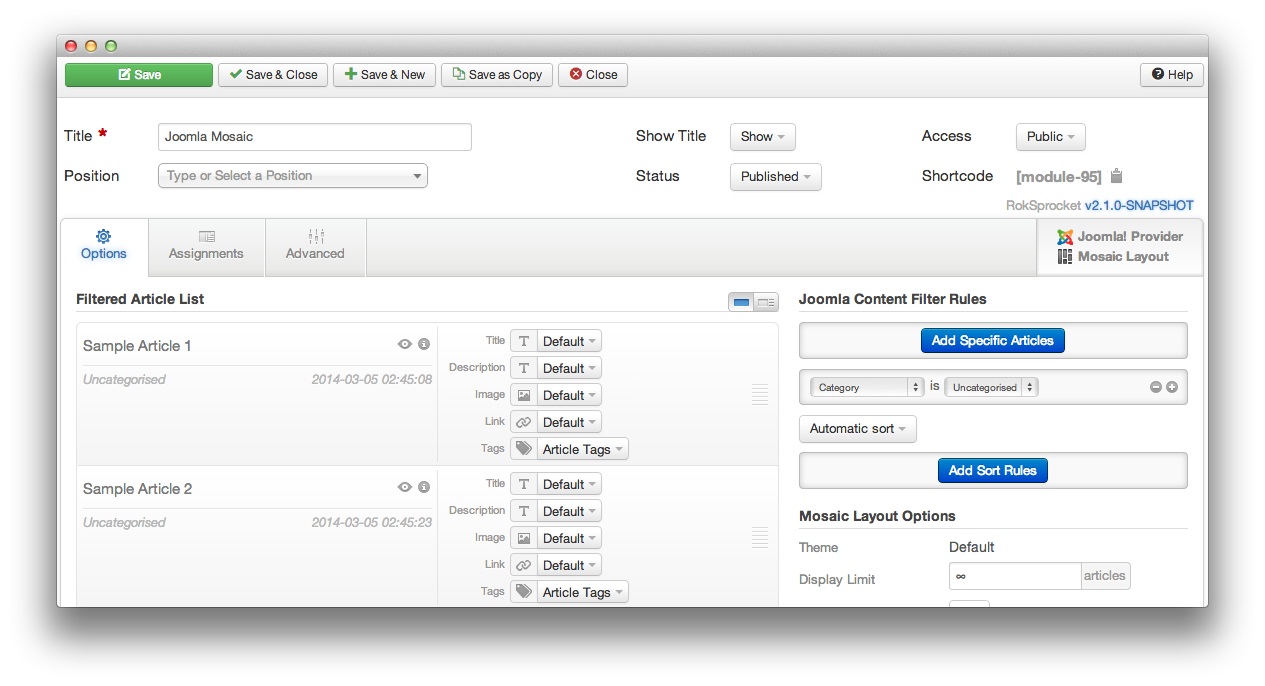 Save Save & Close Save & New Save as Copy Close Help
Title * Joomla Mosaic Show Title Show Access Public
Position Type or Select a Position Status Published Shortcode [module-95]
RokSprocket v2.1.0-SNAPSHOT
Options Assignments Advanced
Joomla! Provider
Mosaic Layout
Filtered Article List
Sample Article 1
Uncategorised 2014-03-05 02:45:08
Title T Default
Description T Default
Image Default
Link Default
Tags Article Tags
Sample Article 2
Uncategorised 2014-03-05 02:45:23
Title T Default
Description T Default
Image Default
Link Default
Tags Article Tags
Joomla Content Filter Rules
Add Specific Articles
Category is Uncategorised
Automatic sort
Add Sort Rules
Mosaic Layout Options
Theme Default
Display Limit ∞ articles